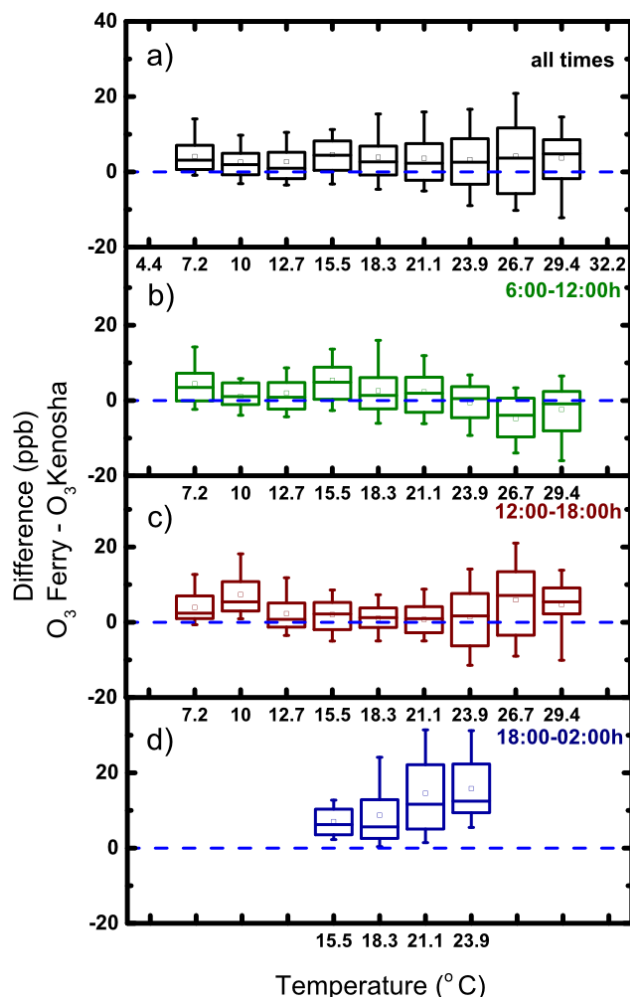 40
a)
all times
20
0
-20
4.4 7.2 10 12.7 15.5 18.3 21.1 23.9 26.7 29.4 32.2
b)
6:00-12:00h
20
0
-20
7.2 10 12.7 15.5 18.3 21.1 23.9 26.7 29.4
c)
12:00-18:00h
20
0
-20
7.2 10 12.7 15.5 18.3 21.1 23.9 26.7 29.4
d)
18:00-02:00h
20
0
-20
15.5 18.3 21.1 23.9
Difference (ppb)
O₃ Ferry - O₃Kenosha
Temperature (° C)